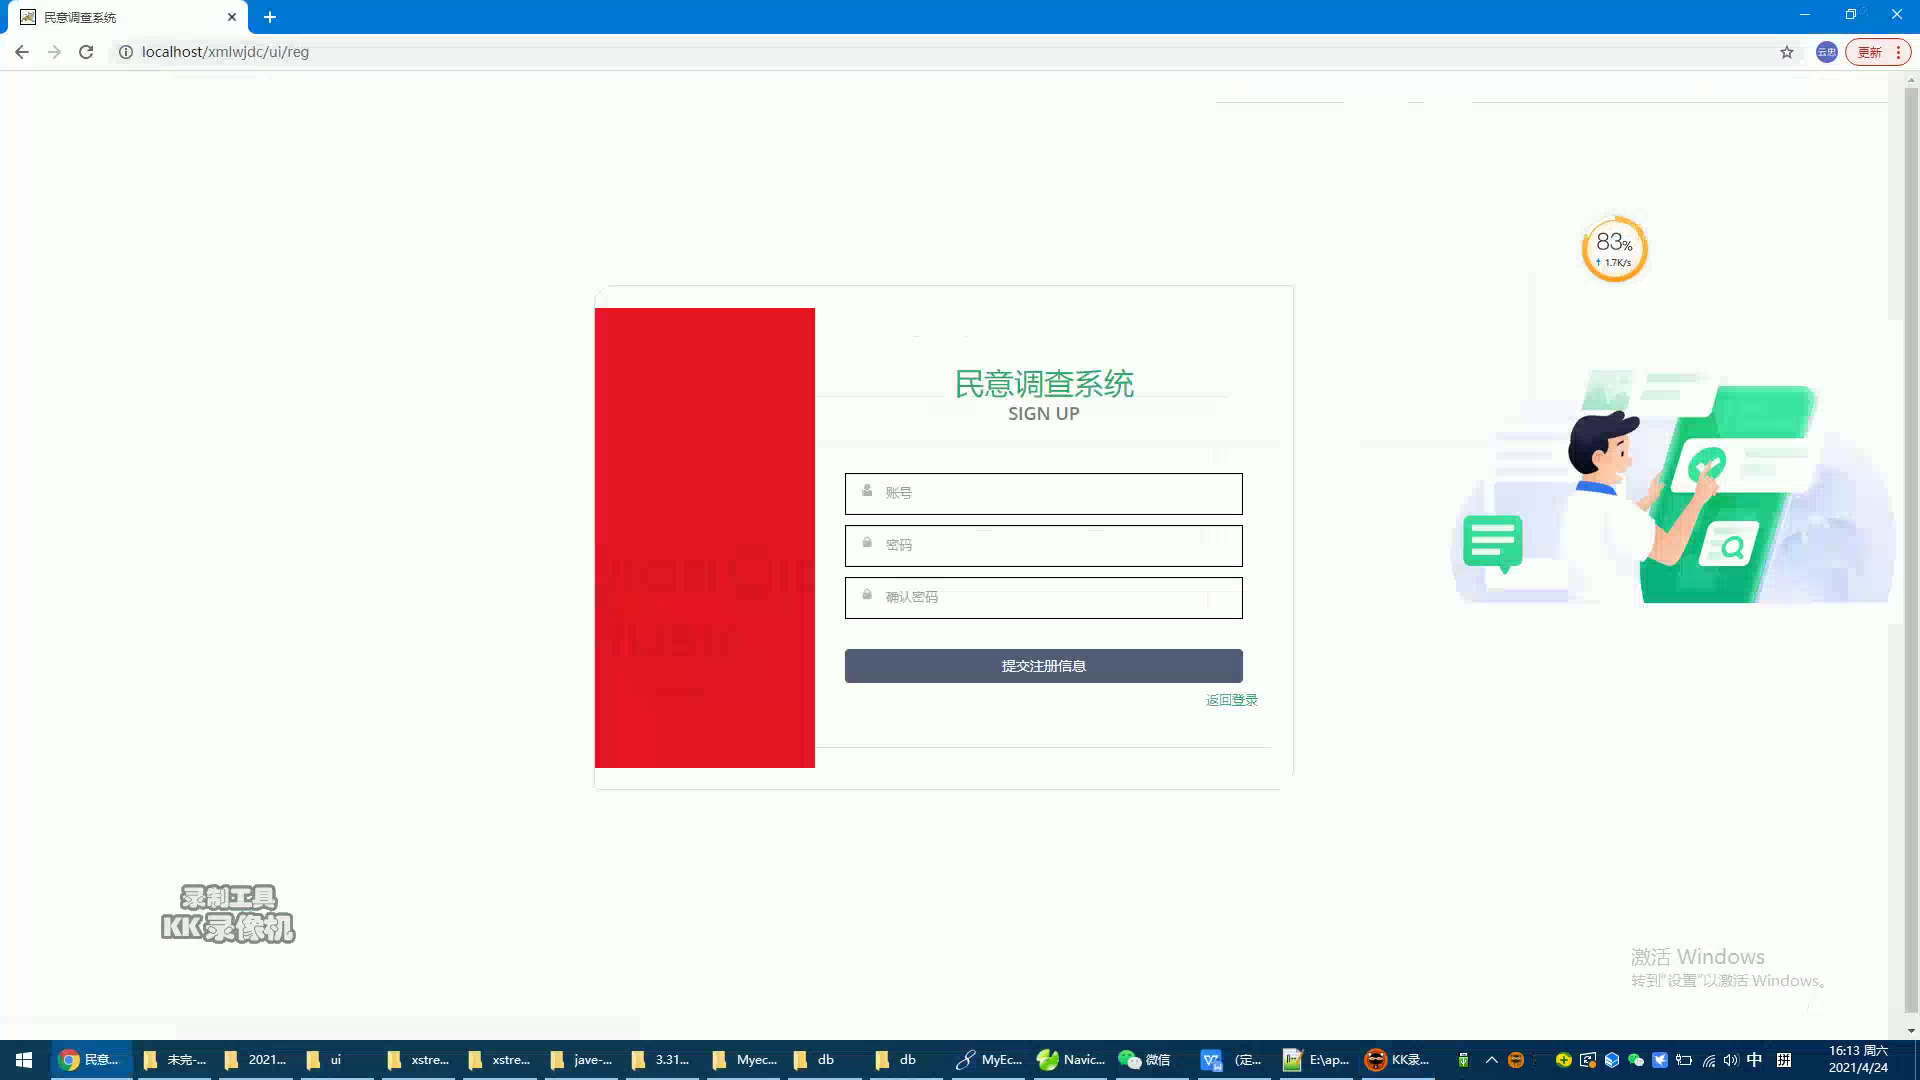 民意调查系统
localhost/xmlwjdc/ui/reg
云忠
更新
83%
1.7K/s
民意调查系统
SIGN UP
账号
密码
确认密码
提交注册信息
返回登录
录制工具
KK录像机
激活 Windows
转到"设置"以激活 Windows。
民意...
未完-...
2021...
ui
xstre...
xstre...
jave-...
3.31...
Myec...
db
db
MyEc...
Navic...
微信
(定...
E:\ap...
KK录...
中
拼
16:13 周六
2021/4/24